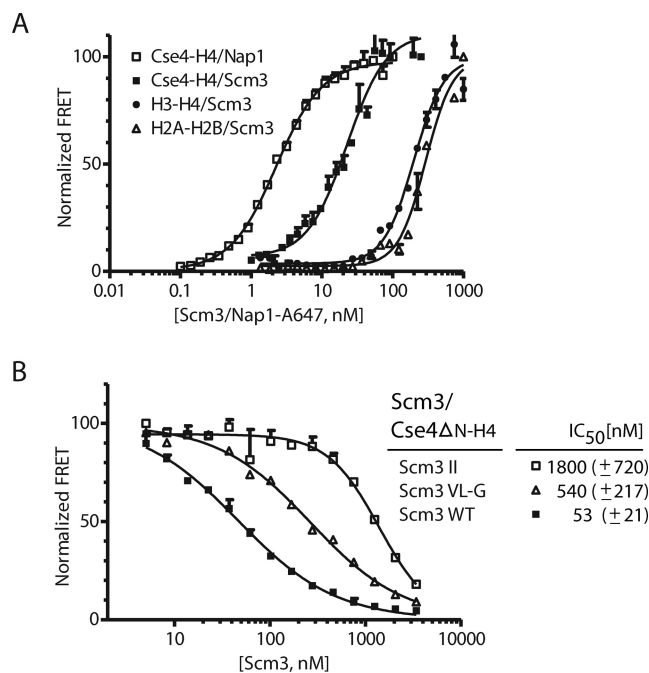 A
Normalized FRET
100
50
0
Cse4-H4/Nap1
Cse4-H4/Scm3
H3-H4/Scm3
H2A-H2B/Scm3
0.01 0.1 1 10 100 1000
[Scm3/Nap1-A647, nM]
B
Normalized FRET
100
50
0
10 100 1000 10000
[Scm3, nM]
Scm3/
Cse4ΔN-H4 IC50[nM]
Scm3 II 1800 (±720)
Scm3 VL-G 540 (±217)
Scm3 WT 53 (±21)